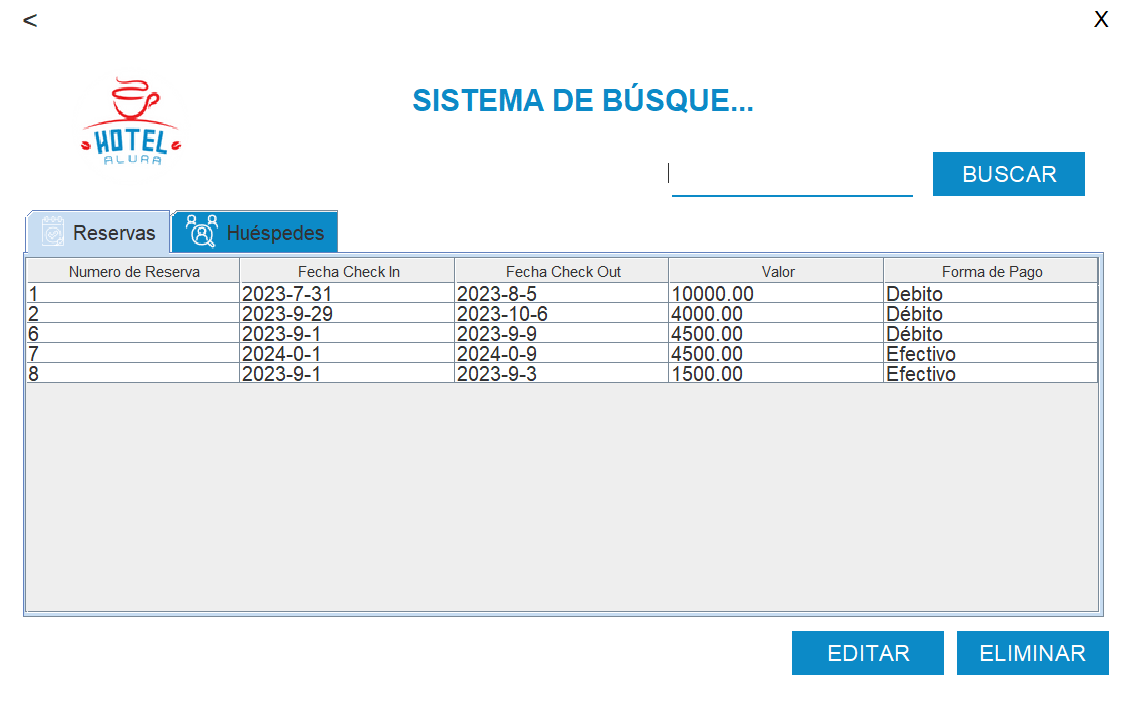 < X
SISTEMA DE BÚSQUE...
HOTEL
ALURA
BUSCAR
Reservas Huéspedes
Numero de Reserva Fecha Check In Fecha Check Out Valor Forma de Pago
1 2023-7-31 2023-8-5 10000.00 Debito
2 2023-9-29 2023-10-6 4000.00 Débito
6 2023-9-1 2023-9-9 4500.00 Débito
7 2024-0-1 2024-0-9 4500.00 Efectivo
8 2023-9-1 2023-9-3 1500.00 Efectivo
EDITAR ELIMINAR